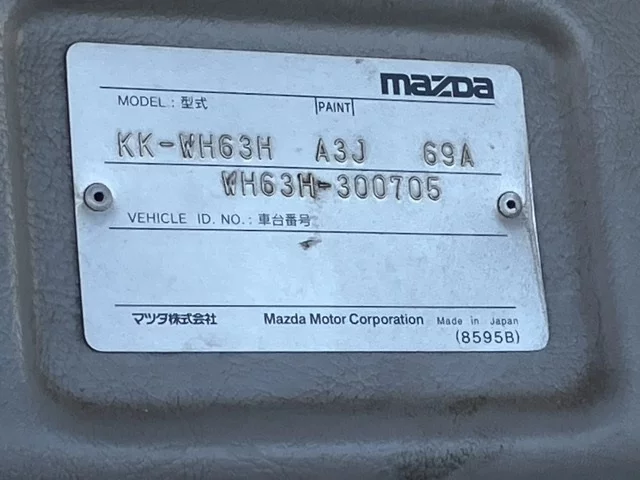 mazda
MODEL: 型式 PAINT
KK-WH63H A3J 69A
WH63H-300705
VEHICLE ID. NO.: 車台番号
マツダ株式会社 Mazda Motor Corporation Made in Japan
(8595B)